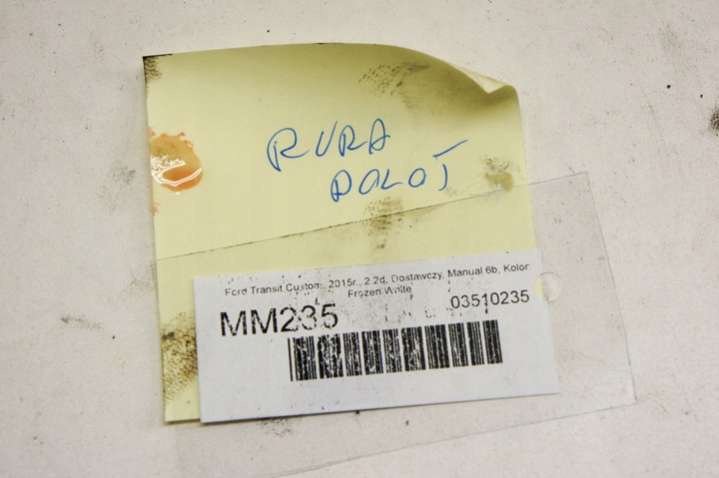 RURA
DOLOT
Ford Transit Custom, 2015r., 2.2d, Dostawczy, Manual 6b, Kolor:
Frozen White
MM235
03510235